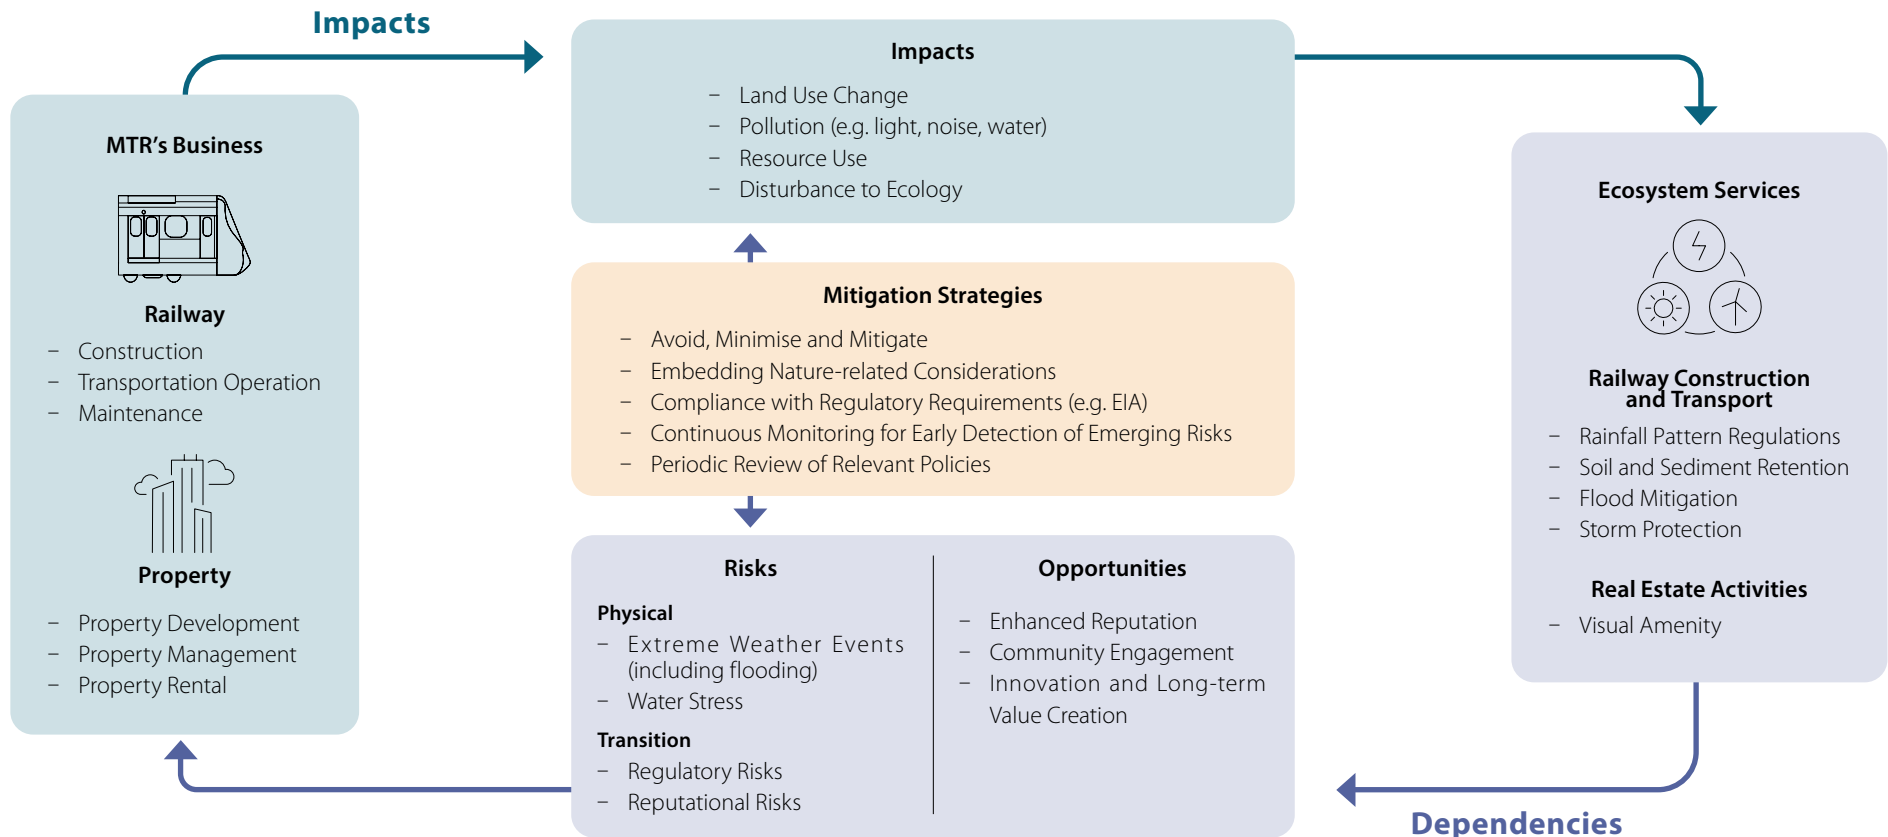 Impacts
MTR's Business
Railway
– Construction
– Transportation Operation
– Maintenance
Property
– Property Development
– Property Management
– Property Rental
Impacts
– Land Use Change
– Pollution (e.g. light, noise, water)
– Resource Use
– Disturbance to Ecology
Mitigation Strategies
– Avoid, Minimise and Mitigate
– Embedding Nature-related Considerations
– Compliance with Regulatory Requirements (e.g. EIA)
– Continuous Monitoring for Early Detection of Emerging Risks
– Periodic Review of Relevant Policies
Risks
Physical
– Extreme Weather Events
(including flooding)
– Water Stress
Transition
– Regulatory Risks
– Reputational Risks
Opportunities
– Enhanced Reputation
– Community Engagement
– Innovation and Long-term
Value Creation
Ecosystem Services
Railway Construction
and Transport
– Rainfall Pattern Regulations
– Soil and Sediment Retention
– Flood Mitigation
– Storm Protection
Real Estate Activities
– Visual Amenity
Dependencies